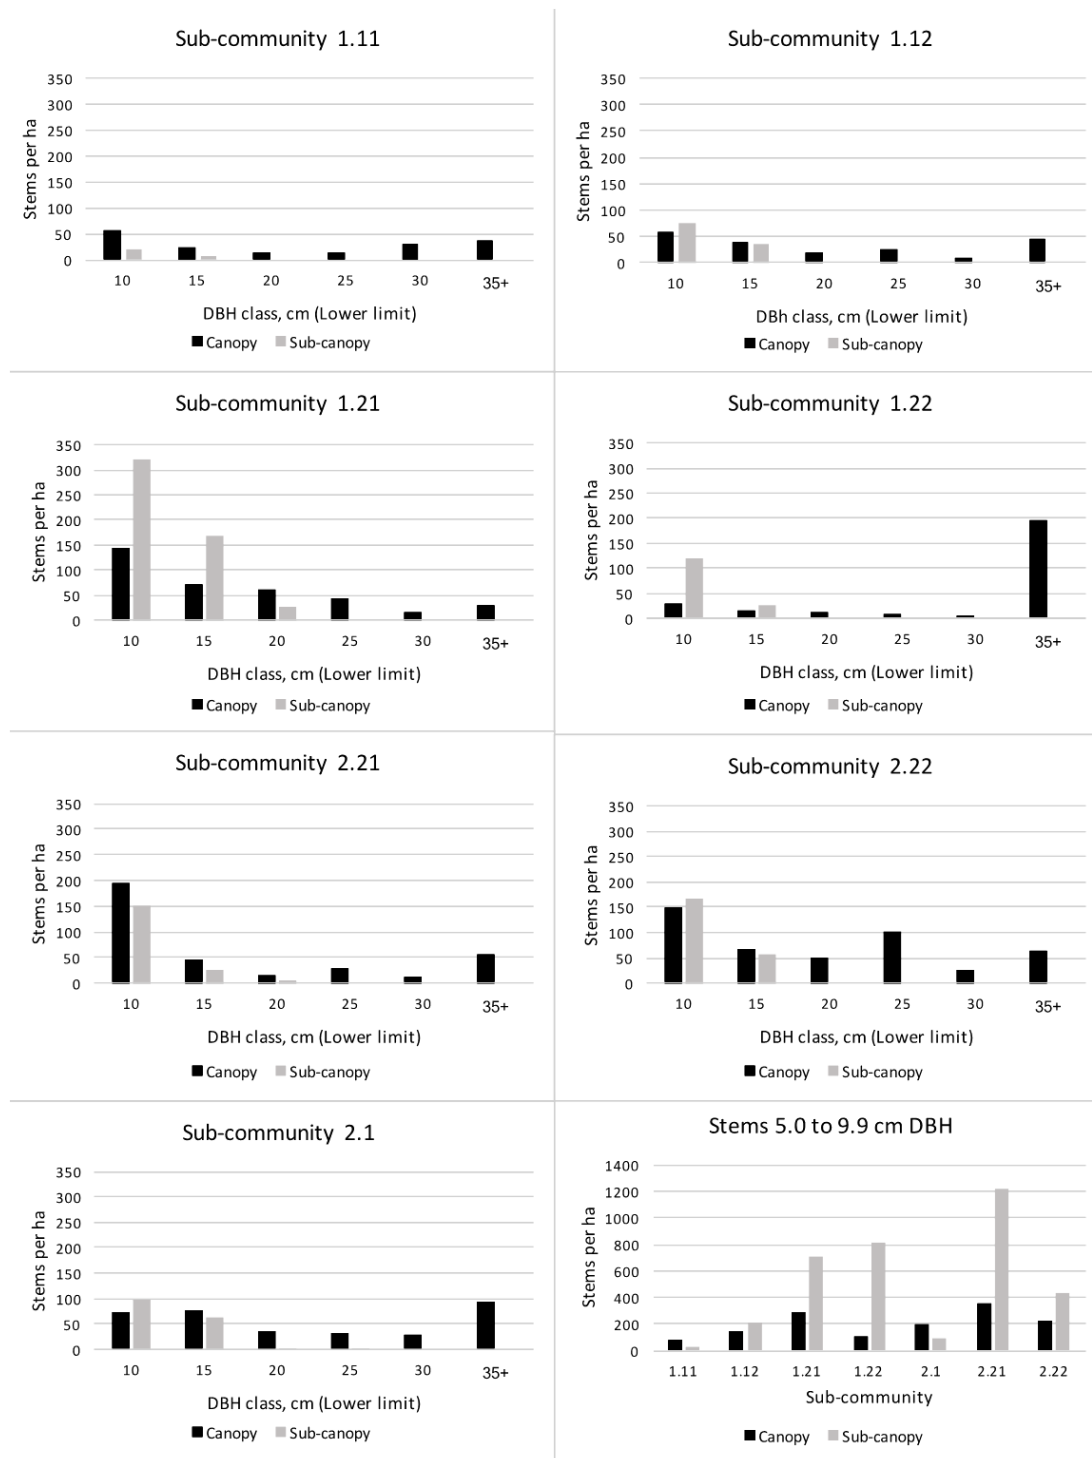 Sub-community 1.11
350
300
250
200
150
100
50
0
Stems per ha
10 15 20 25 30 35+
DBH class, cm (Lower limit)
Canopy Sub-canopy
Sub-community 1.12
350
300
250
200
150
100
50
0
Stems per ha
10 15 20 25 30 35+
DBh class, cm (Lower limit)
Canopy Sub-canopy
Sub-community 1.21
350
300
250
200
150
100
50
0
Stems per ha
10 15 20 25 30 35+
DBH class, cm (Lower limit)
Canopy Sub-canopy
Sub-community 1.22
350
300
250
200
150
100
50
0
Stems per ha
10 15 20 25 30 35+
DBH class, cm (Lower limit)
Canopy Sub-canopy
Sub-community 2.21
350
300
250
200
150
100
50
0
Stems per ha
10 15 20 25 30 35+
DBH class, cm (Lower limit)
Canopy Sub-canopy
Sub-community 2.22
350
300
250
200
150
100
50
0
Stems per ha
10 15 20 25 30 35+
DBH class, cm (Lower limit)
Canopy Sub-canopy
Sub-community 2.1
350
300
250
200
150
100
50
0
Stems per ha
10 15 20 25 30 35+
DBH class, cm (Lower limit)
Canopy Sub-canopy
Stems 5.0 to 9.9 cm DBH
1400
1200
1000
800
600
400
200
0
Stems per ha
1.11 1.12 1.21 1.22 2.1 2.21 2.22
Sub-community
Canopy Sub-canopy